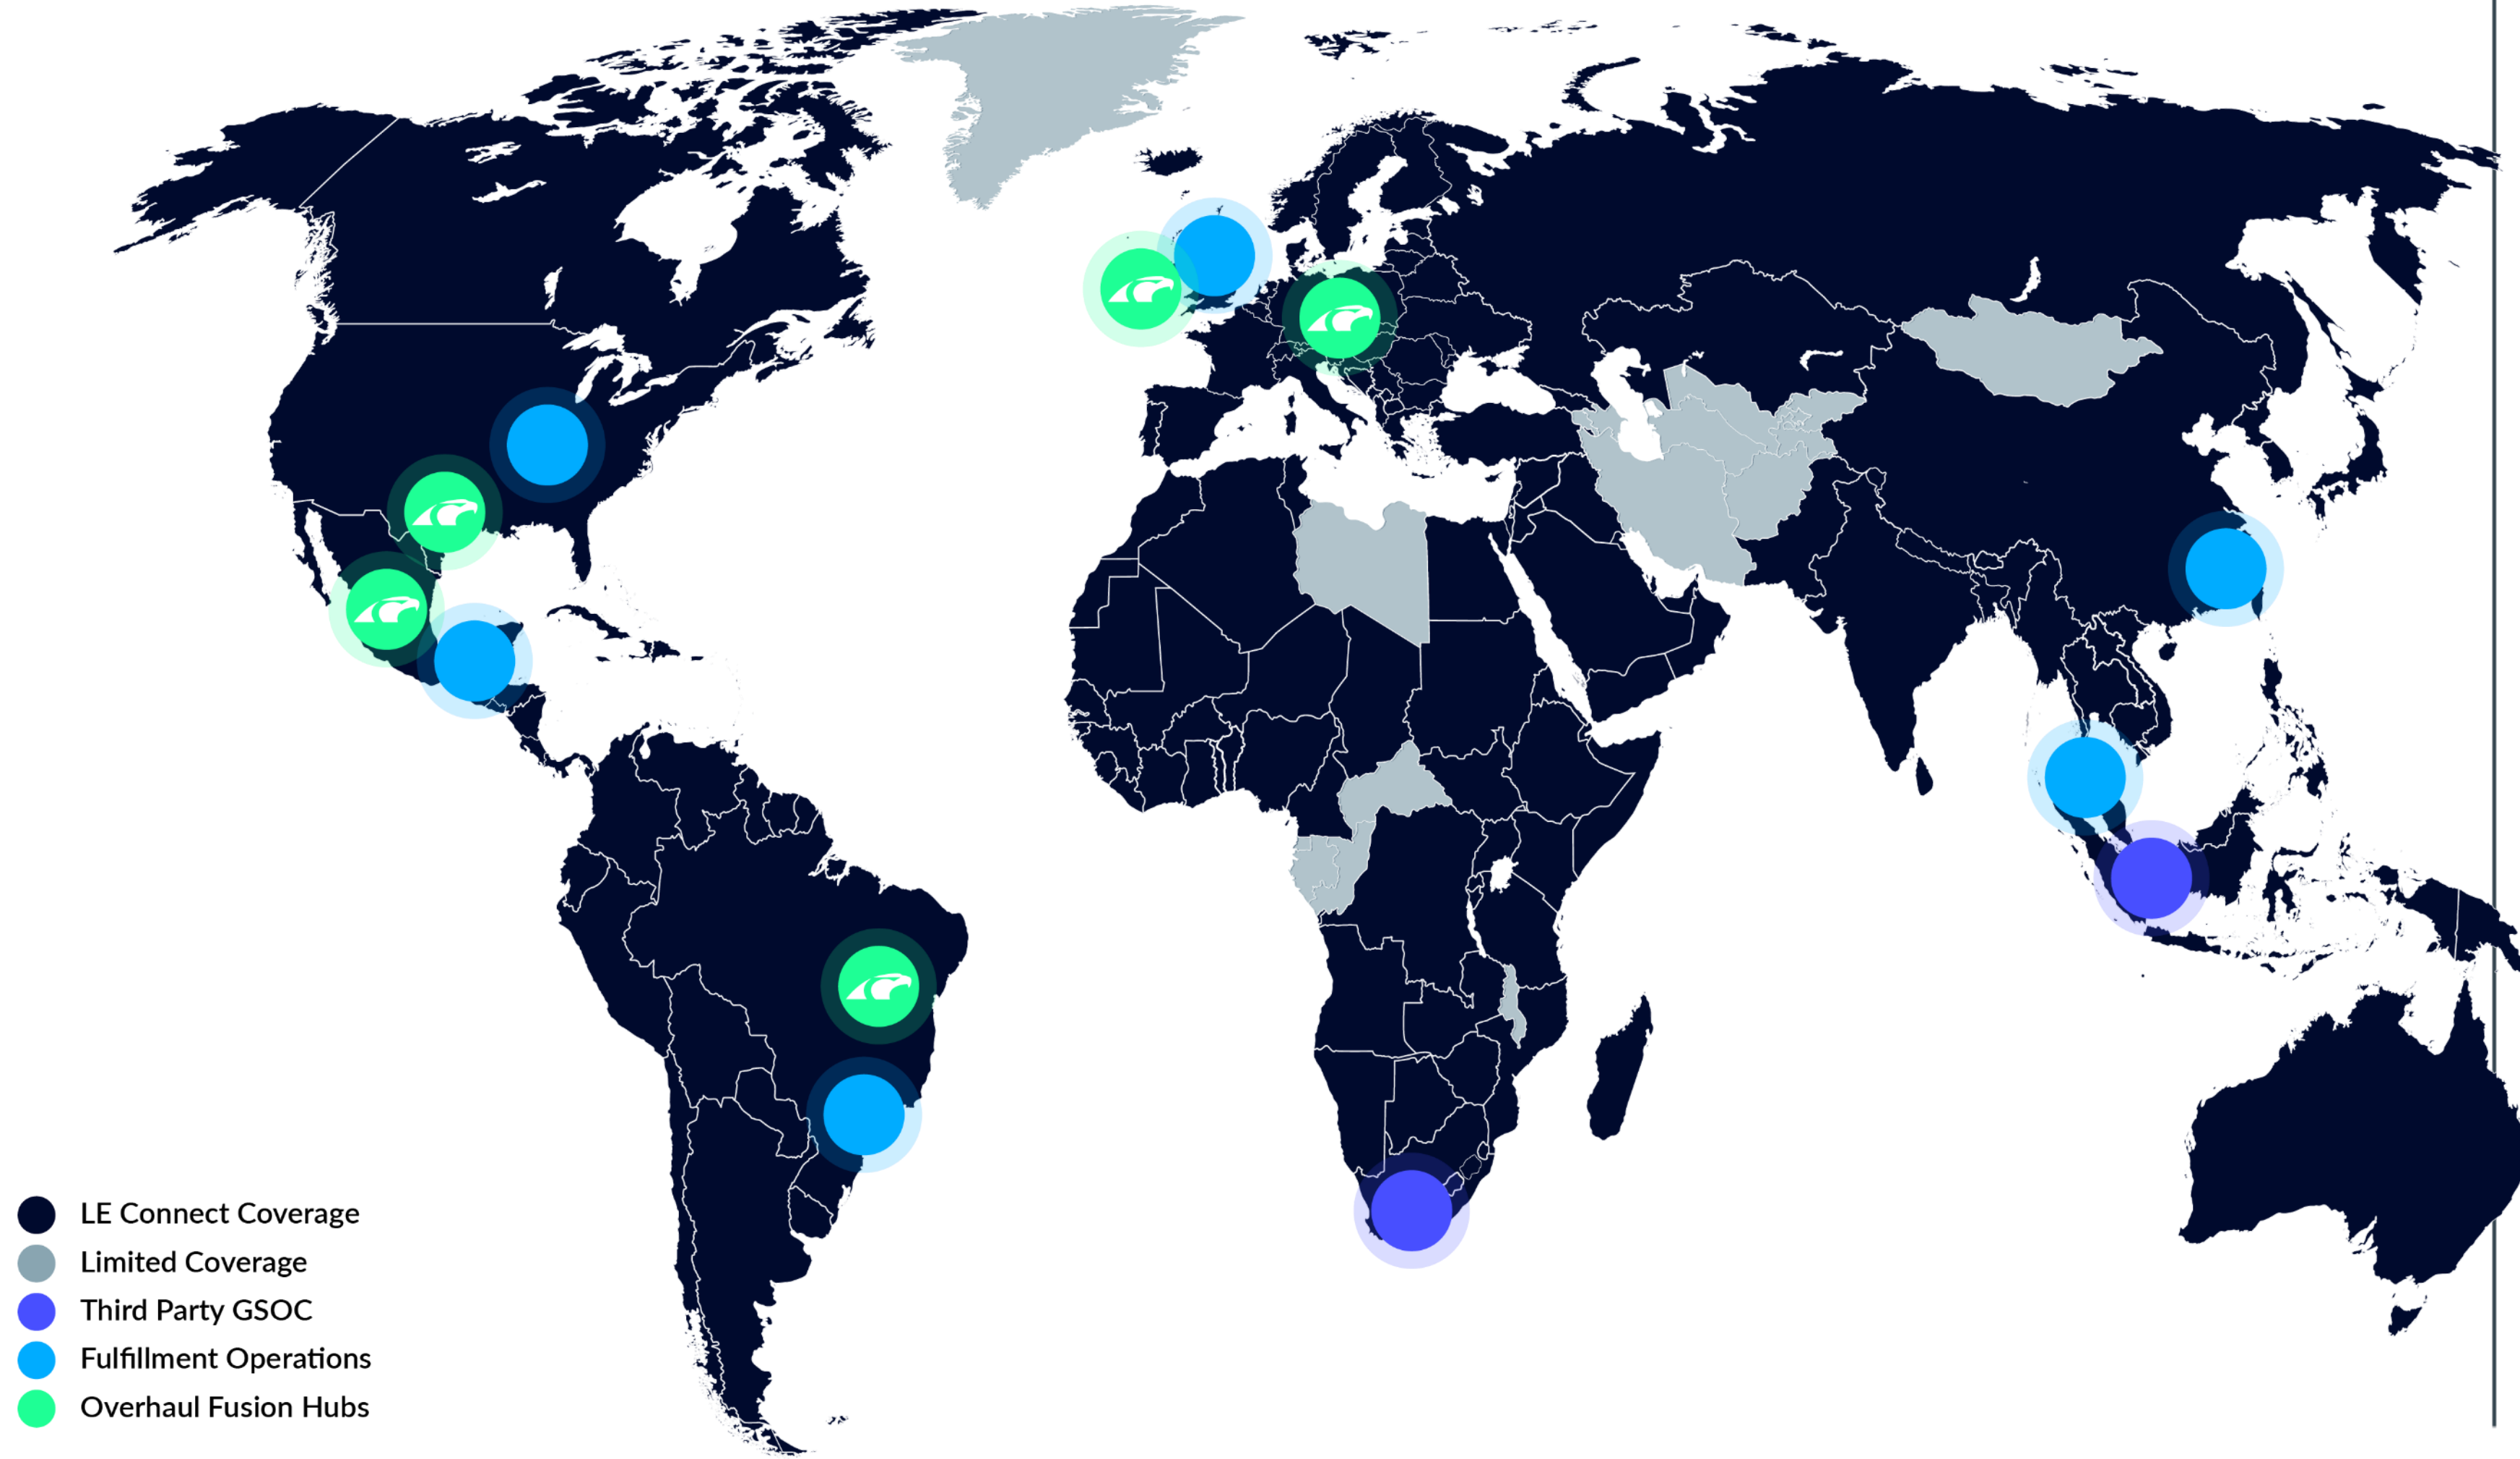 LE Connect Coverage
Limited Coverage
Third Party GSOC
Fulfillment Operations
Overhaul Fusion Hubs